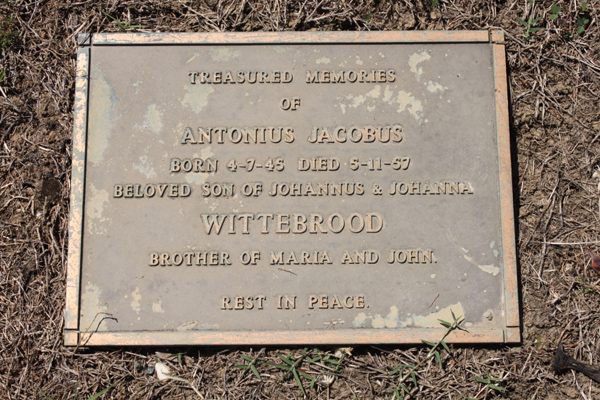 TREASURED MEMORIES
OF
ANTONIUS JACOBUS
BORN 4-7-45 DIED 5-11-57
BELOVED SON OF JOHANNUS & JOHANNA
WITTEBROOD
BROTHER OF MARIA AND JOHN.
REST IN PEACE.